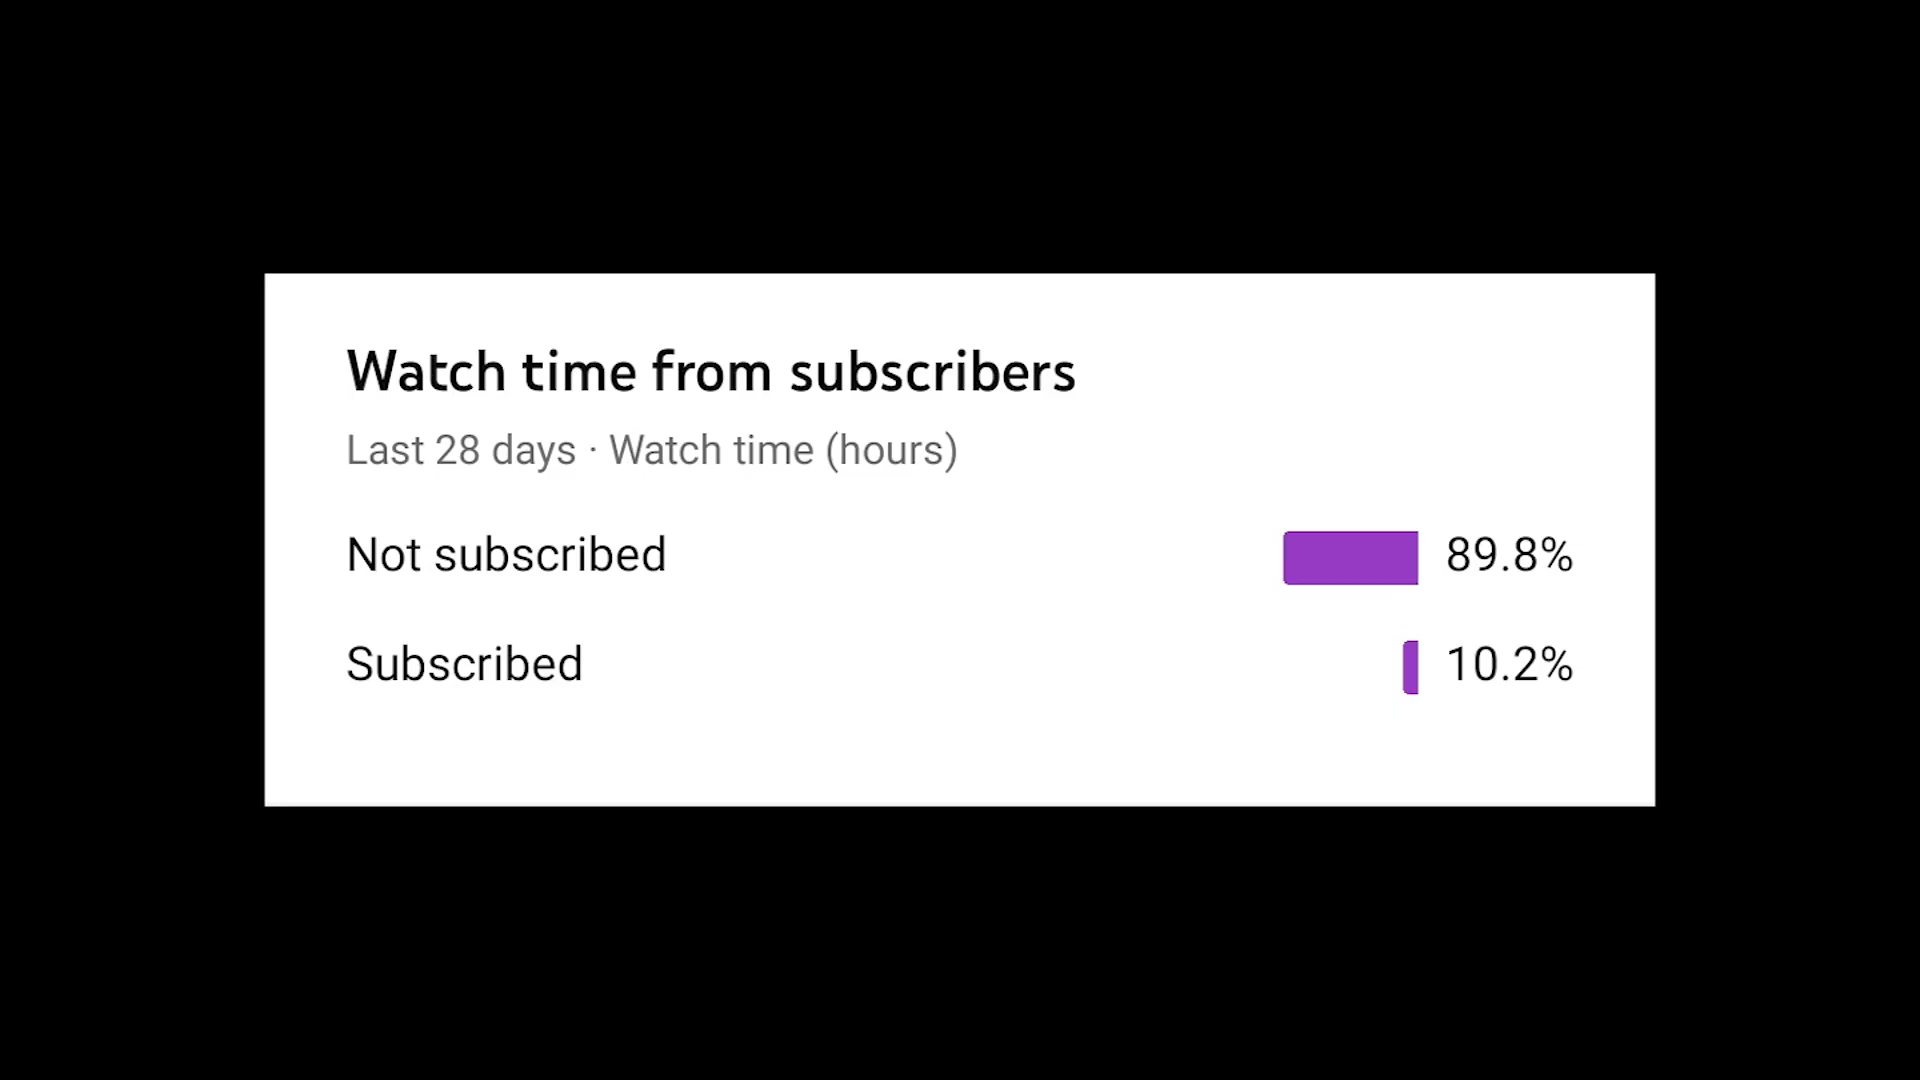 Watch time from subscribers
Last 28 days · Watch time (hours)
Not subscribed 89.8%
Subscribed 10.2%